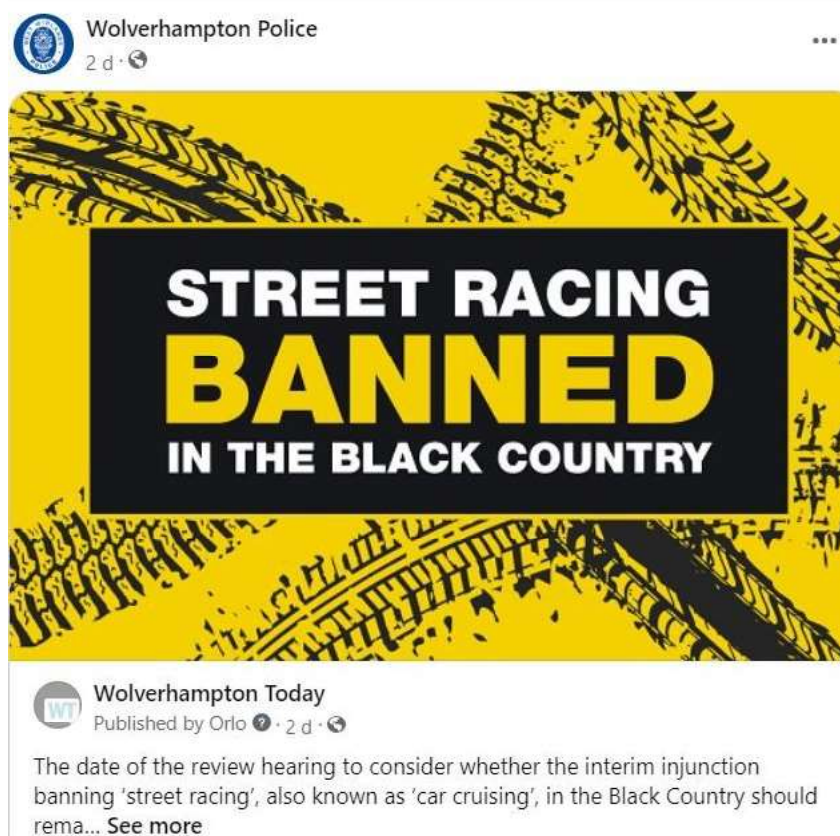 Wolverhampton Police
2 d ·
STREET RACING
BANNED
IN THE BLACK COUNTRY
WT
Wolverhampton Today
Published by Orlo · 2 d ·
The date of the review hearing to consider whether the interim injunction
banning ‘street racing’, also known as ‘car cruising’, in the Black Country should
rema... See more